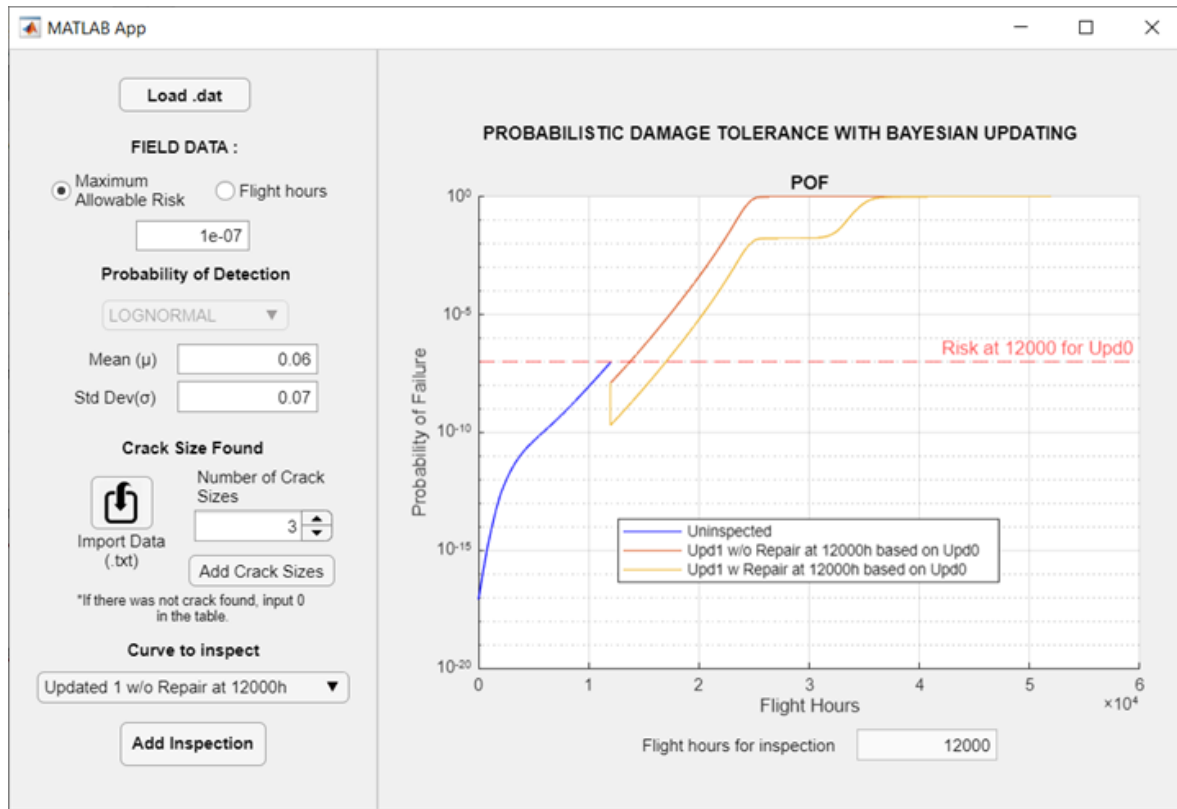 MATLAB App
Load .dat
FIELD DATA :
Maximum
Allowable Risk
Flight hours
1e-07
Probability of Detection
LOGNORMAL
Mean (μ)
0.06
Std Dev(σ)
0.07
Crack Size Found
Number of Crack
Sizes
3
Import Data
(.txt)
Add Crack Sizes
*If there was not crack found, input 0
in the table.
Curve to inspect
Updated 1 w/o Repair at 12000h
Add Inspection
PROBABILISTIC DAMAGE TOLERANCE WITH BAYESIAN UPDATING
POF
Probability of Failure
10⁰
10⁻⁵
10⁻¹⁰
10⁻¹⁵
10⁻²⁰
Risk at 12000 for Upd0
Uninspected
Upd1 w/o Repair at 12000h based on Upd0
Upd1 w Repair at 12000h based on Upd0
0 1 2 3 4 5 6
×10⁴
Flight Hours
Flight hours for inspection
12000